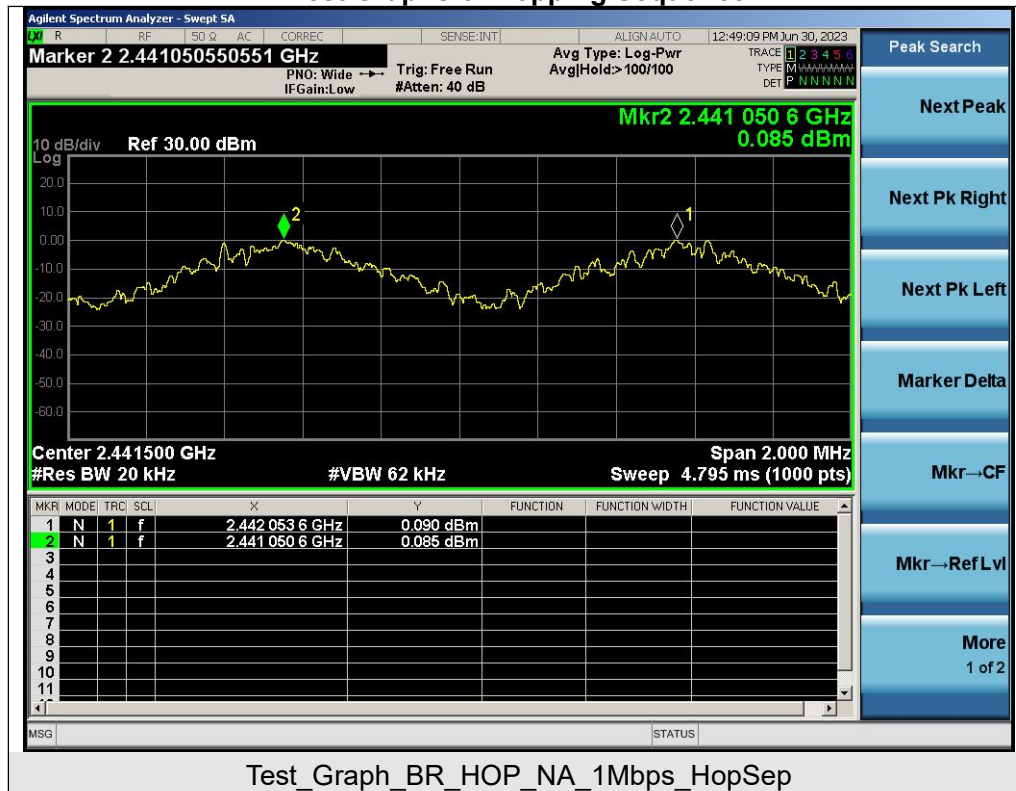 Agilent Spectrum Analyzer - Swept SA
LXI R RF 50 Ω AC CORREC SENSE:INT ALIGN AUTO 12:49:09 PM Jun 30, 2023
Marker 2 2.441050550551 GHz
PNO: Wide
IFGain:Low
Trig: Free Run
#Atten: 40 dB
Avg Type: Log-Pwr
Avg|Hold:> 100/100
TRACE 1 2 3 4 5 6
TYPE M WWWWW
DET P N N N N N
Mkr2 2.441 050 6 GHz
0.085 dBm
10 dB/div Ref 30.00 dBm
Log
20.0
10.0
0.00
-10.0
-20.0
-30.0
-40.0
-50.0
-60.0
2
1
Center 2.441500 GHz Span 2.000 MHz
#Res BW 20 kHz #VBW 62 kHz Sweep 4.795 ms (1000 pts)
MKR MODE TRC SCL X Y FUNCTION FUNCTION WIDTH FUNCTION VALUE
1 N 1 f 2.442 053 6 GHz 0.090 dBm
2 N 1 f 2.441 050 6 GHz 0.085 dBm
3
4
5
6
7
8
9
10
11
MSG STATUS
Peak Search
Next Peak
Next Pk Right
Next Pk Left
Marker Delta
Mkr→CF
Mkr→Ref Lvl
More
1 of 2
Test_Graph_BR_HOP_NA_1Mbps_HopSep